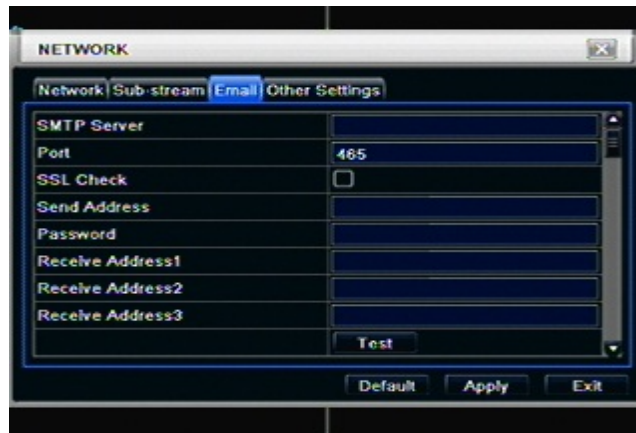 NETWORK
Network Sub-stream Email Other Settings
SMTP Server
Port 465
SSL Check
Send Address
Password
Receive Address1
Receive Address2
Receive Address3
Test
Default Apply Exit